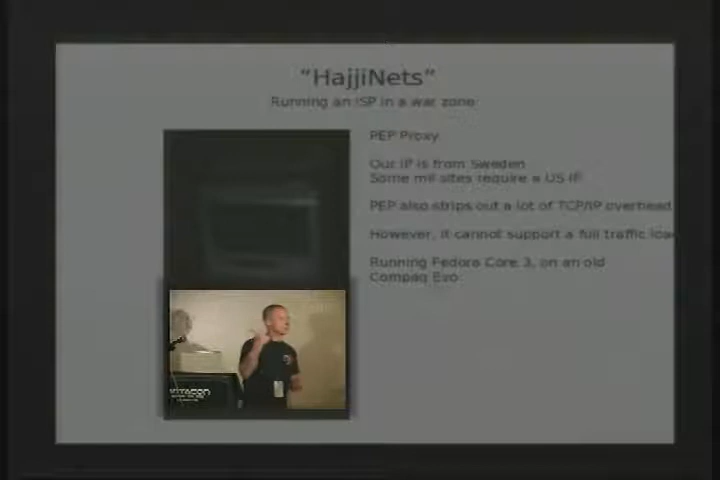 "HajjiNets"
Running an ISP in a war zone
PEP Proxy
Our IP is from Sweden
Some mil sites require a US IP
PEP also strips out a lot of TCP/IP overhead
However, it cannot support a full traffic loa
Running Fedora Core 3, on an old
Compaq Evo